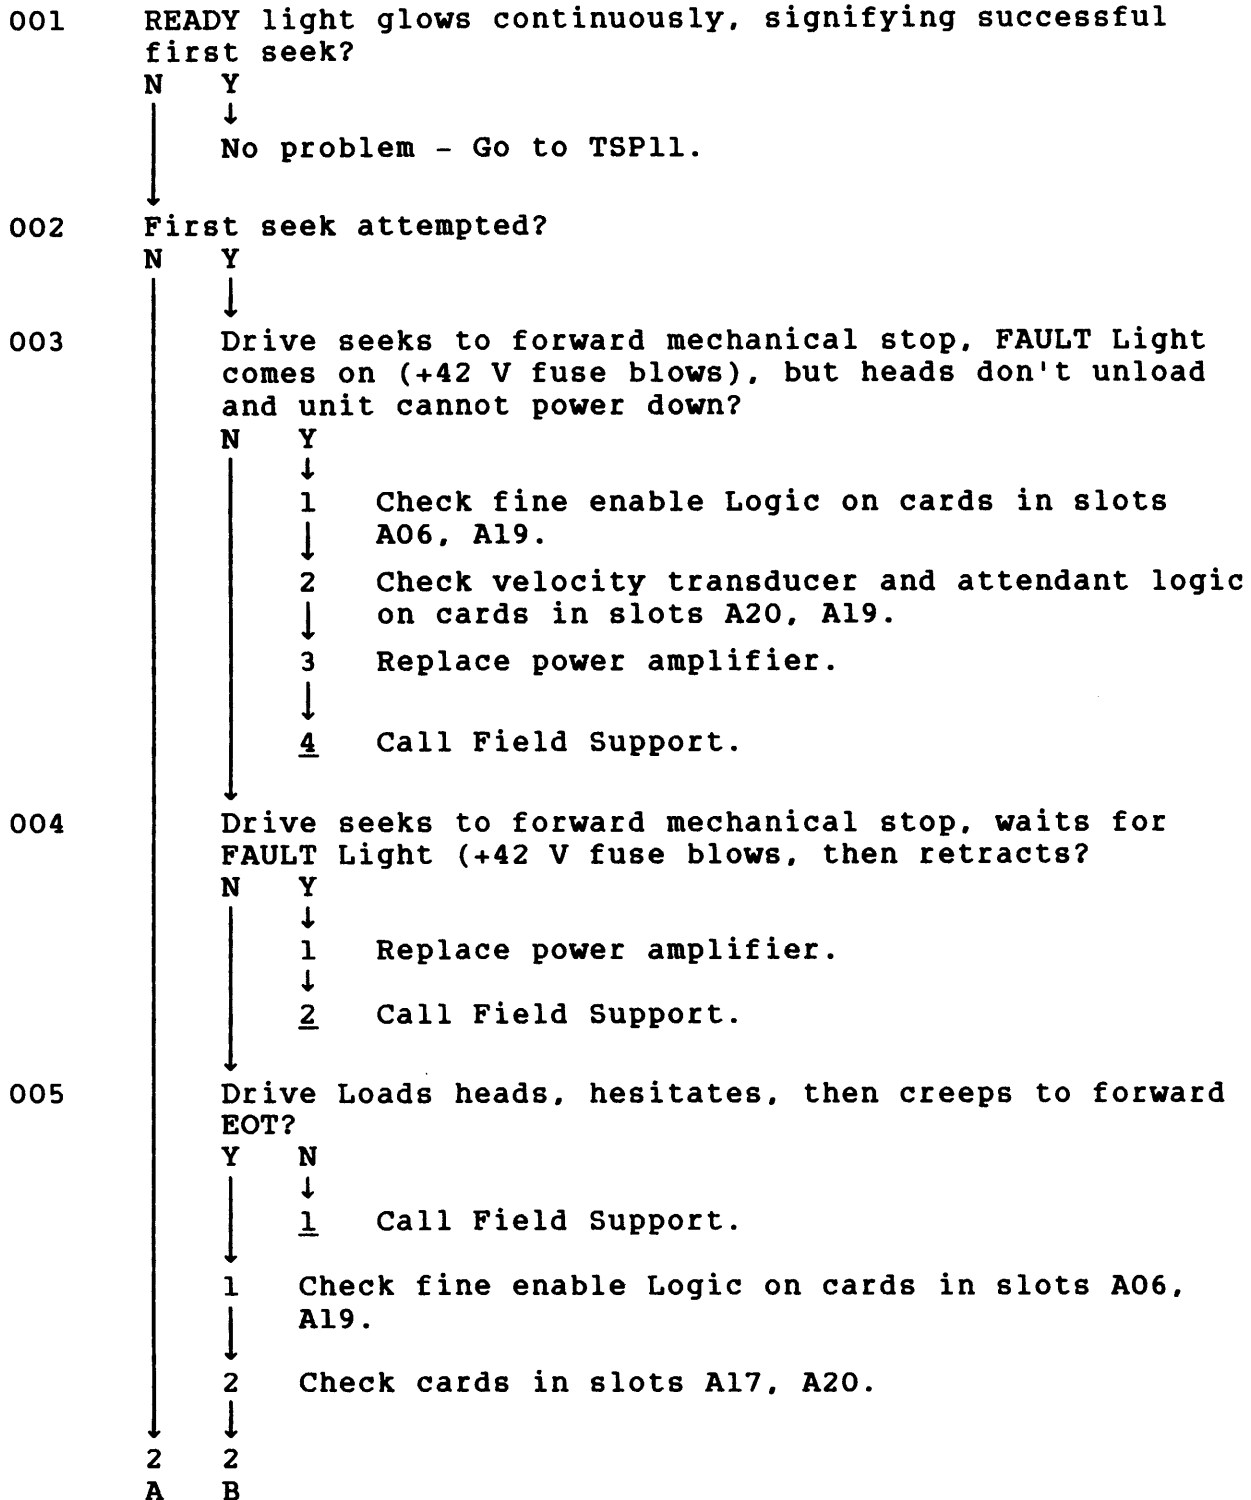 001 READY light glows continuously, signifying successful
first seek?
N Y
No problem - Go to TSP11.
002 First seek attempted?
N Y
003 Drive seeks to forward mechanical stop, FAULT Light
comes on (+42 V fuse blows), but heads don't unload
and unit cannot power down?
N Y
1 Check fine enable Logic on cards in slots
A06, A19.
2 Check velocity transducer and attendant logic
on cards in slots A20, A19.
3 Replace power amplifier.
4 Call Field Support.
004 Drive seeks to forward mechanical stop, waits for
FAULT Light (+42 V fuse blows, then retracts?
N Y
1 Replace power amplifier.
2 Call Field Support.
005 Drive Loads heads, hesitates, then creeps to forward
EOT?
Y N
1 Call Field Support.
1 Check fine enable Logic on cards in slots A06,
A19.
2 Check cards in slots A17, A20.
2 2
A B